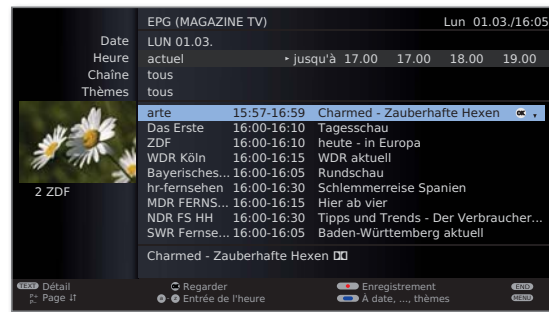 EPG (MAGAZINE TV) Lun 01.03./16:05
Date LUN 01.03.
Heure actuel ▸ jusqu'à 17.00 17.00 18.00 19.00
Chaîne tous
Thèmes tous
arte 15:57-16:59 Charmed - Zauberhafte Hexen OK
Das Erste 16:00-16:10 Tagesschau
ZDF 16:00-16:10 heute - in Europa
WDR Köln 16:00-16:15 WDR aktuell
Bayerisches... 16:00-16:05 Rundschau
hr-fernsehen 16:00-16:30 Schlemmerreise Spanien
MDR FERNS... 16:00-16:15 Hier ab vier
NDR FS HH 16:00-16:30 Tipps und Trends - Der Verbraucher...
SWR Fernse... 16:00-16:05 Baden-Württemberg aktuell
2 ZDF
Charmed - Zauberhafte Hexen
TEXT Détail OK Regarder Enregistrement END
P+ P- Page ↓↑ 0 - 9 Entrée de l'heure À date, ..., thèmes MENU